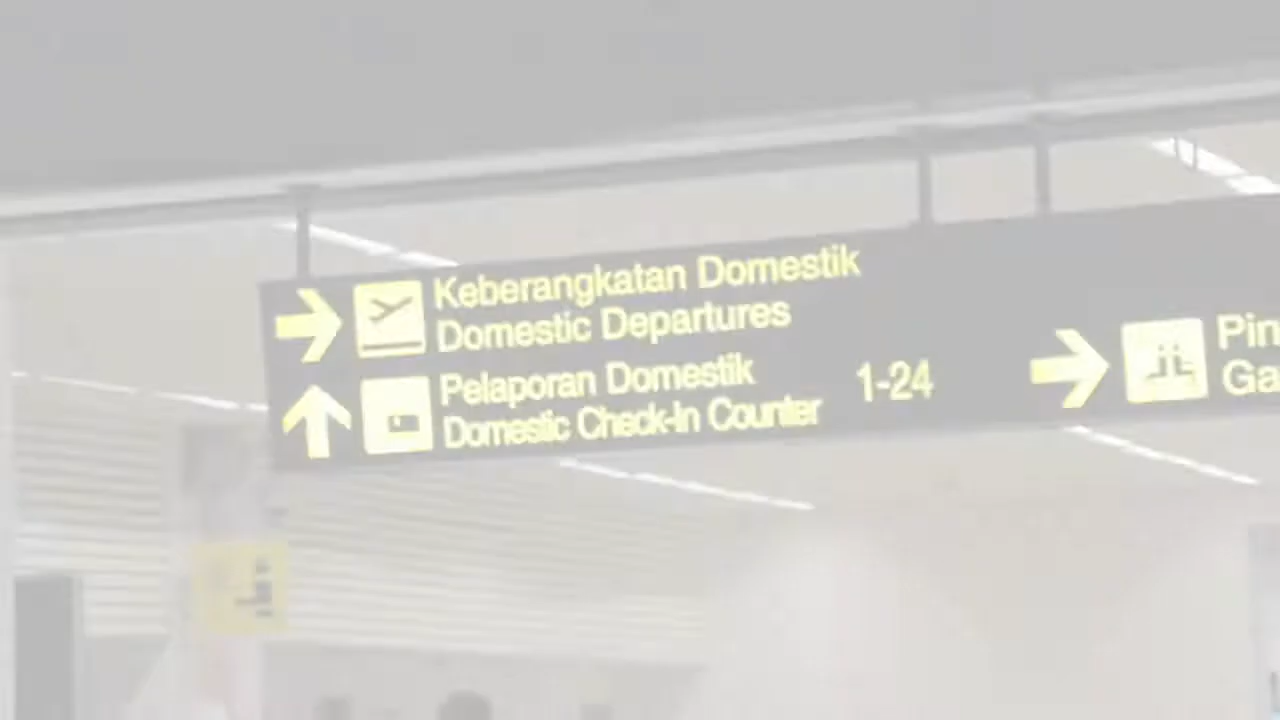 Keberangkatan Domestik
Domestic Departures
Pelaporan Domestik
Domestic Check-In Counter
1-24
Pin
Ga